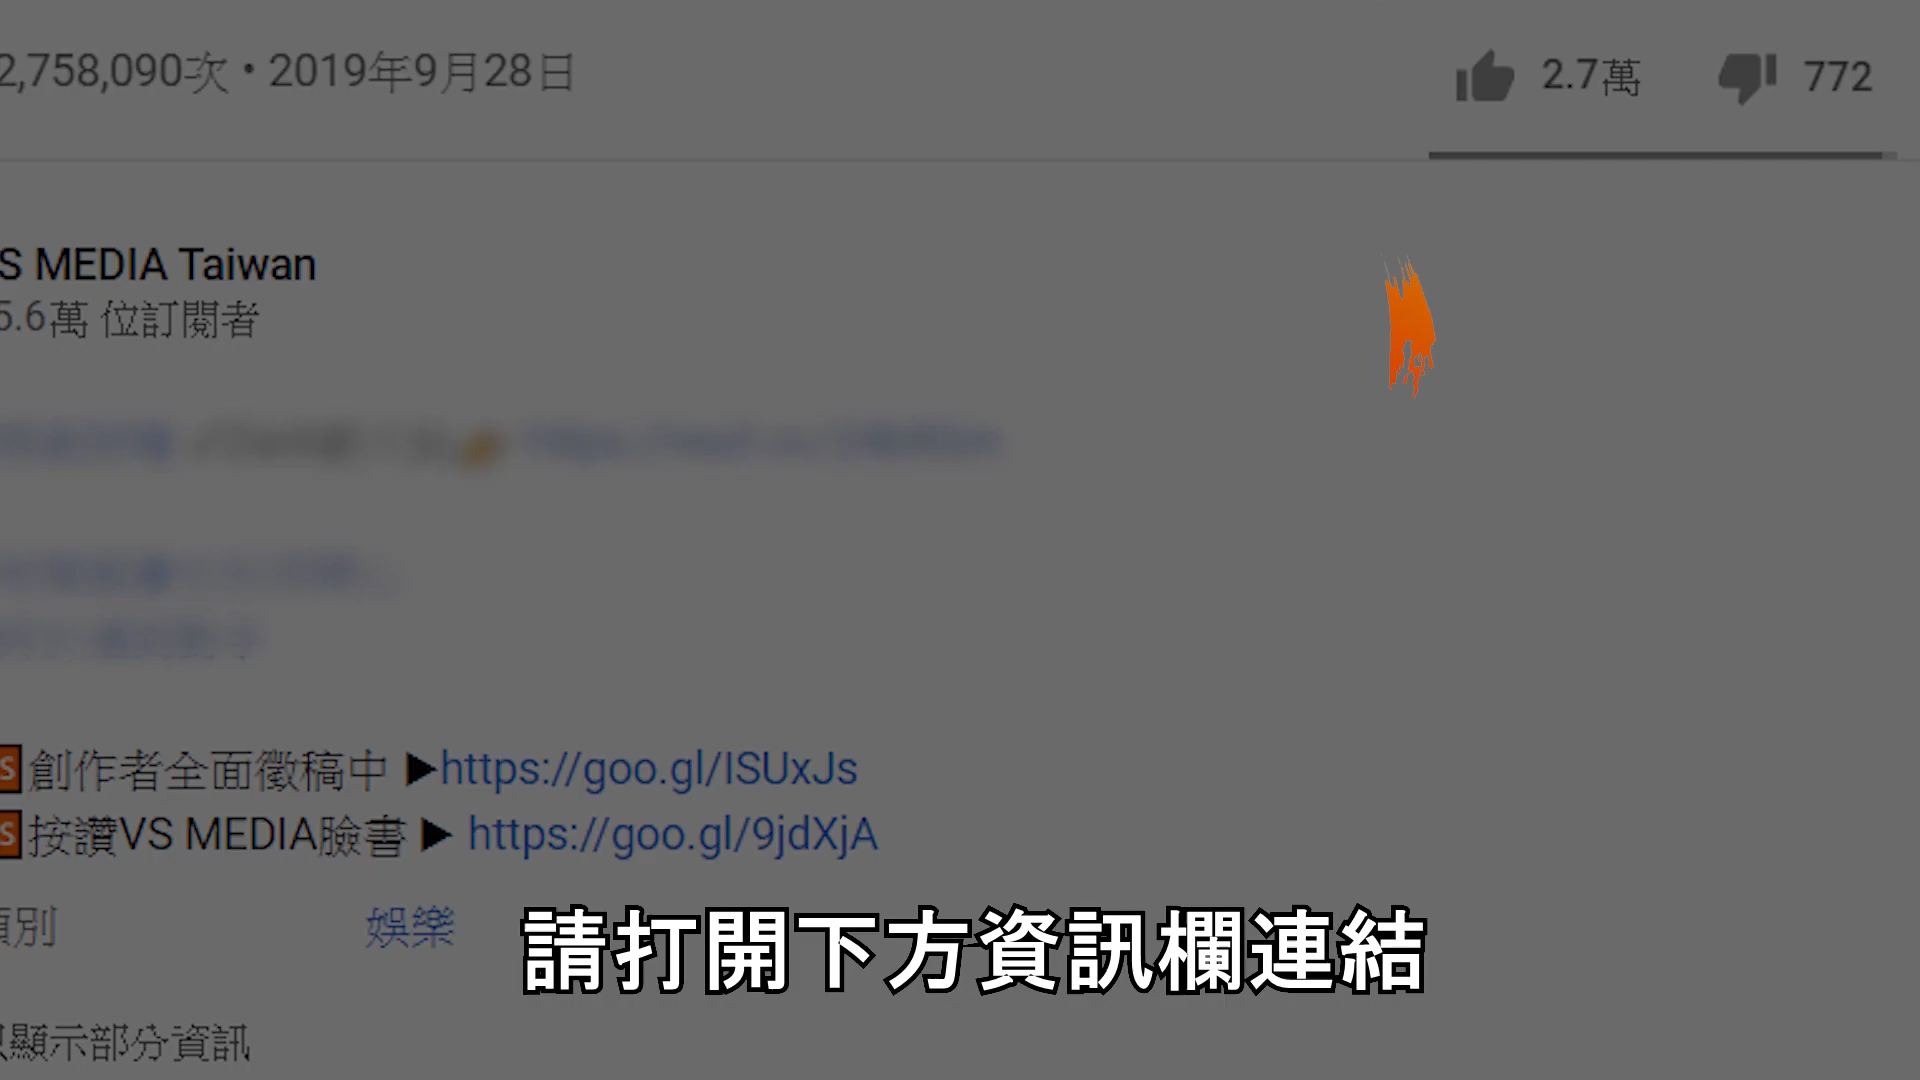 2,758,090次 • 2019年9月28日
2.7萬 772
S MEDIA Taiwan
5.6萬 位訂閱者
S創作者全面徵稿中 ▶https://goo.gl/ISUxJs
S按讚VS MEDIA臉書 ▶ https://goo.gl/9jdXjA
類別 娛樂
請打開下方資訊欄連結
只顯示部分資訊